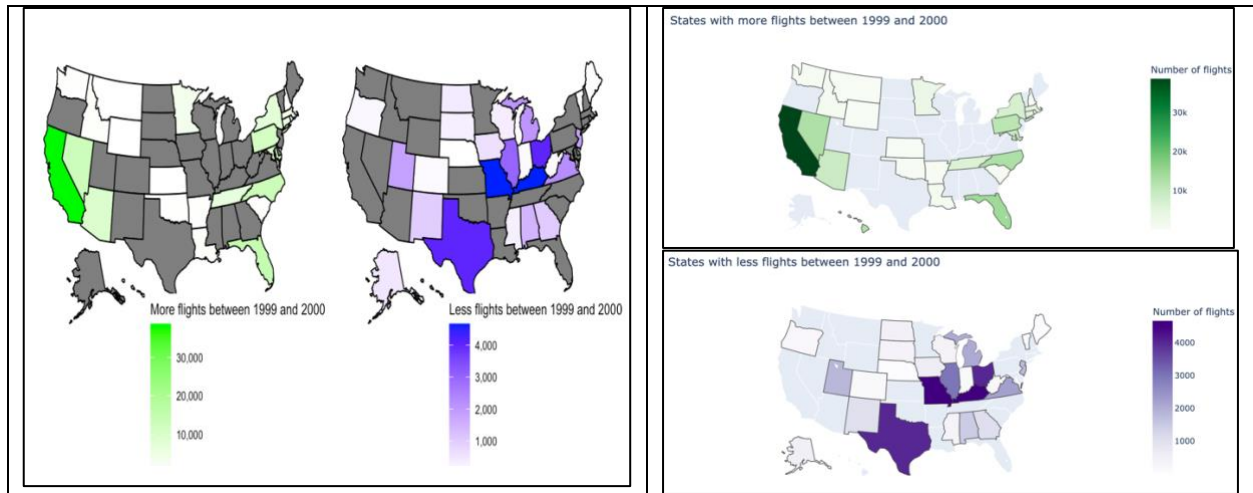 More flights between 1999 and 2000
30,000
20,000
10,000
Less flights between 1999 and 2000
4,000
3,000
2,000
1,000
States with more flights between 1999 and 2000
Number of flights
30k
20k
10k
States with less flights between 1999 and 2000
Number of flights
4000
3000
2000
1000